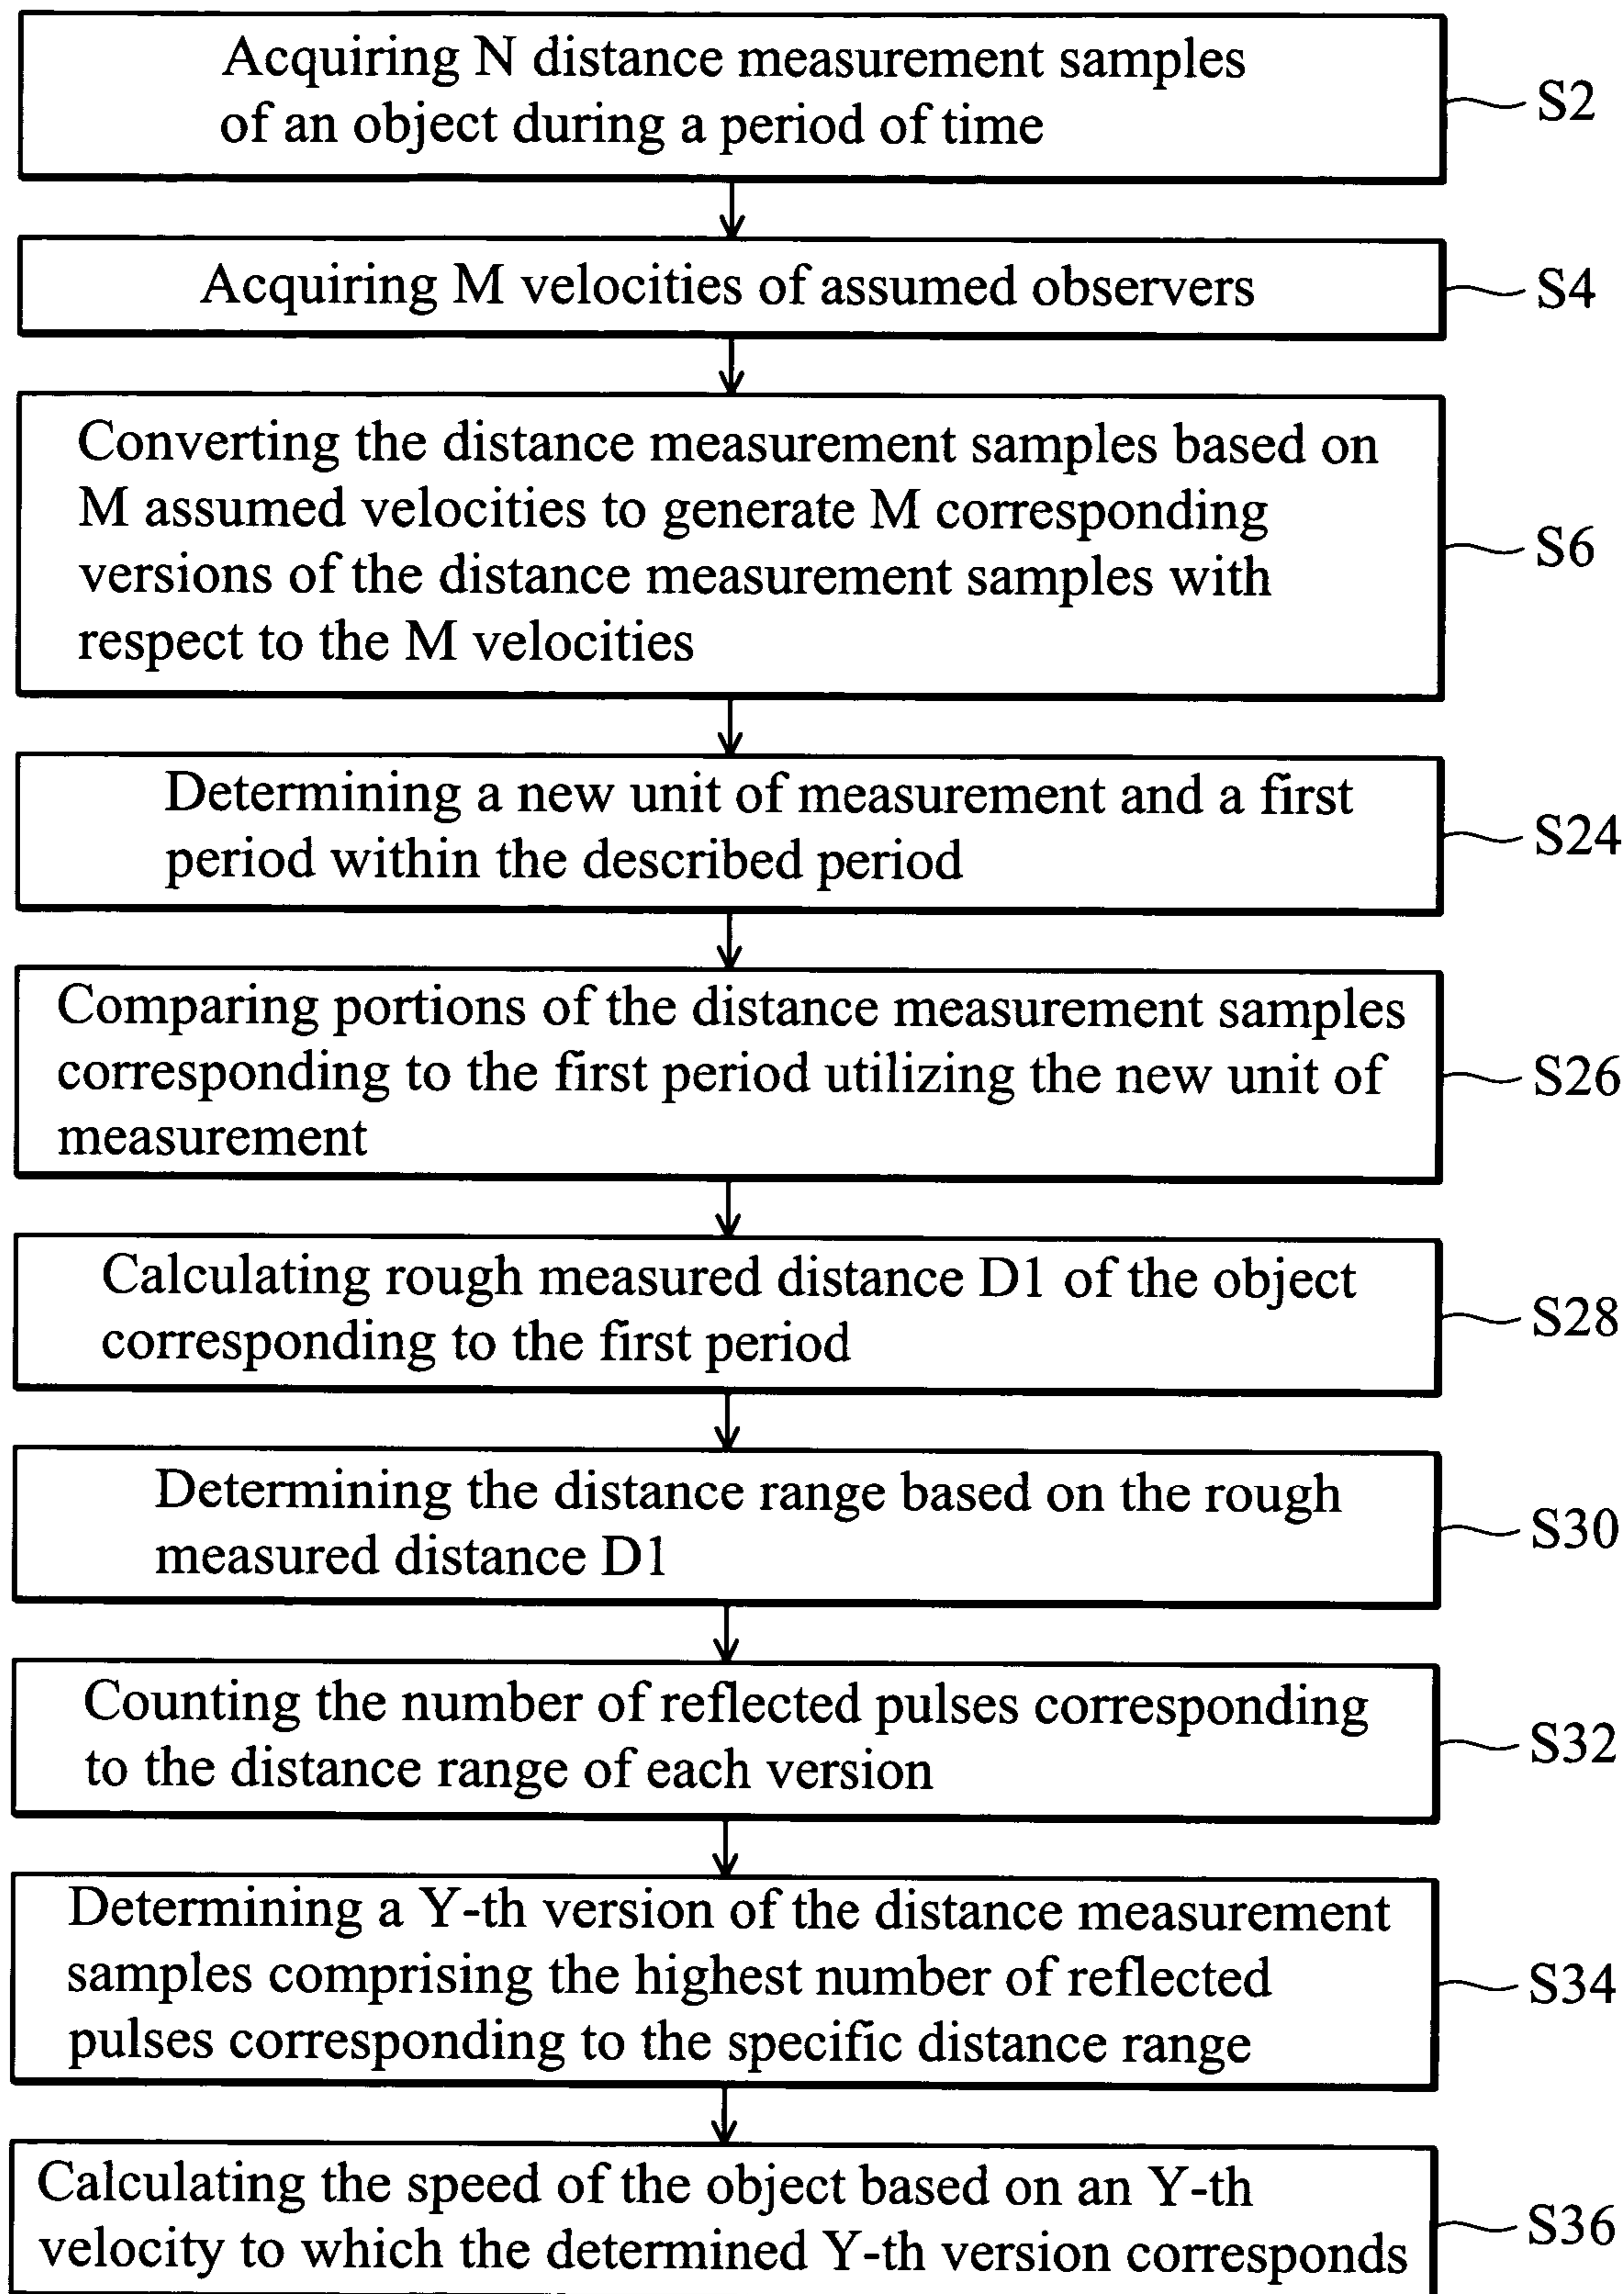 Acquiring N distance measurement samples
of an object during a period of time
S2
Acquiring M velocities of assumed observers
S4
Converting the distance measurement samples based on
M assumed velocities to generate M corresponding
versions of the distance measurement samples with
respect to the M velocities
S6
Determining a new unit of measurement and a first
period within the described period
S24
Comparing portions of the distance measurement samples
corresponding to the first period utilizing the new unit of
measurement
S26
Calculating rough measured distance D1 of the object
corresponding to the first period
S28
Determining the distance range based on the rough
measured distance D1
S30
Counting the number of reflected pulses corresponding
to the distance range of each version
S32
Determining a Y-th version of the distance measurement
samples comprising the highest number of reflected
pulses corresponding to the specific distance range
S34
Calculating the speed of the object based on an Y-th
velocity to which the determined Y-th version corresponds
S36